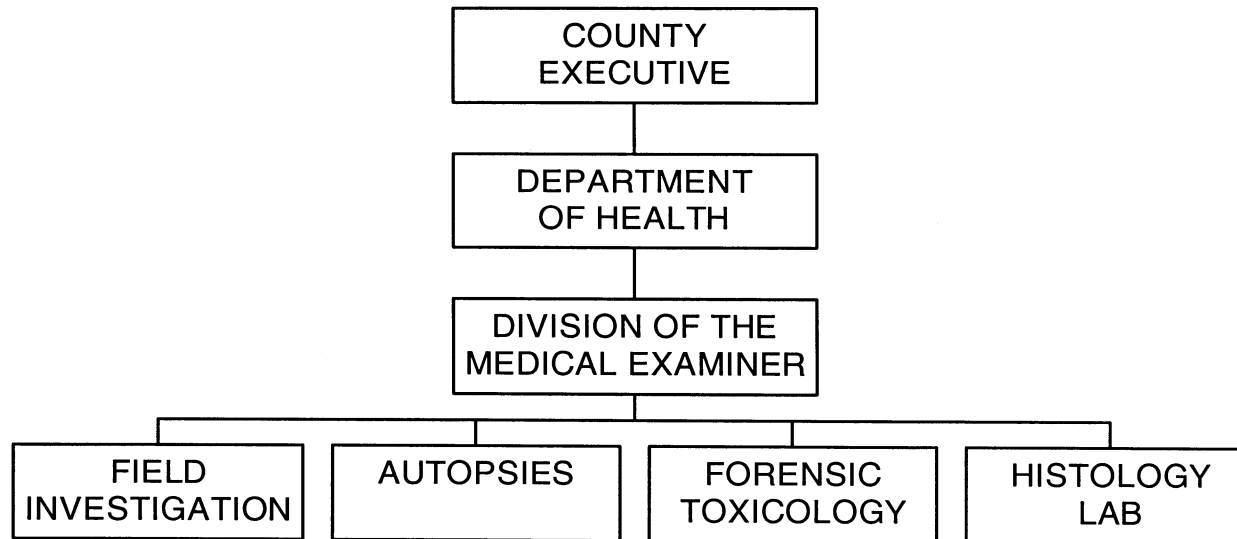 COUNTY
EXECUTIVE
DEPARTMENT
OF HEALTH
DIVISION OF THE
MEDICAL EXAMINER
FIELD
INVESTIGATION
AUTOPSIES
FORENSIC
TOXICOLOGY
HISTOLOGY
LAB